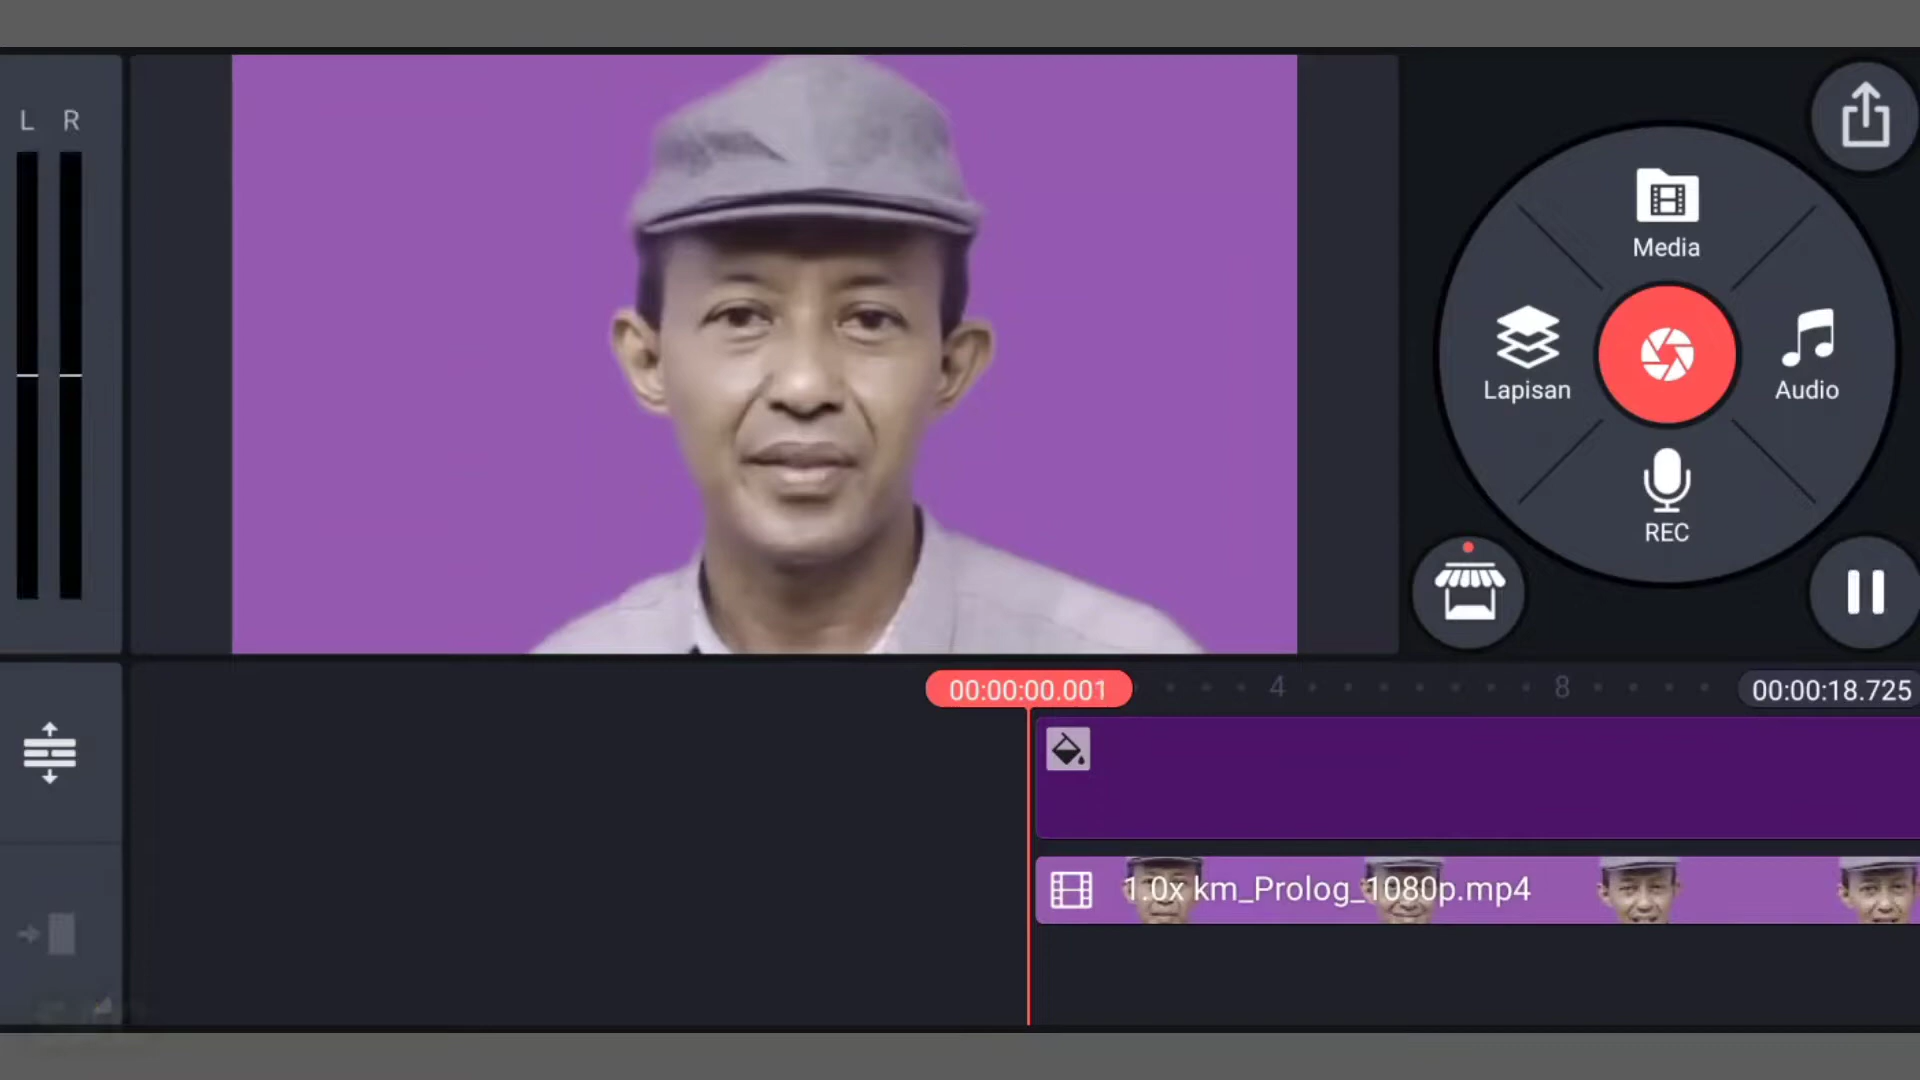 L R
Media
Lapisan
Audio
REC
00:00:00.001
4
8
00:00:18.725
1.0x km_Prolog_1080p.mp4